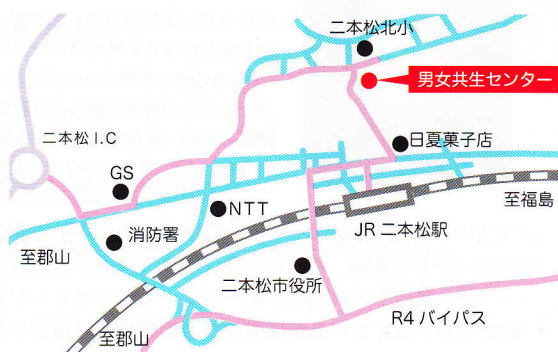 二本松北小
男女共生センター
二本松I.C
日夏菓子店
GS
至福島
NTT
消防署
JR 二本松駅
至郡山
二本松市役所
R4 バイパス
至郡山